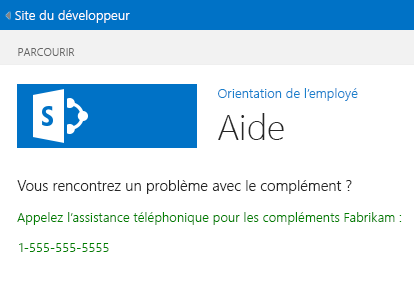 Site du développeur
PARCOURIR
S
Orientation de l'employé
Aide
Vous rencontrez un problème avec le complément ?
Appelez l'assistance téléphonique pour les compléments Fabrikam :
1-555-555-5555